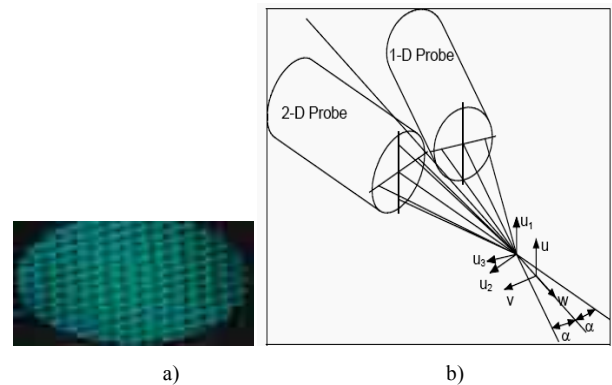 1-D Probe
2-D Probe
u1
u
u3
u2
v
w
α
α
a)
b)